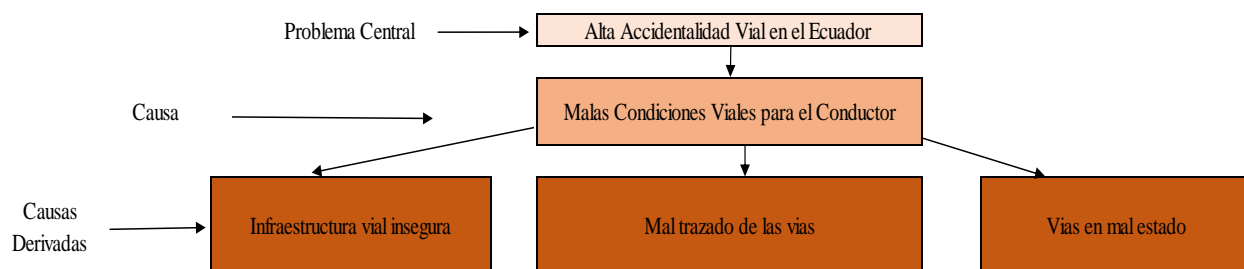 Problema Central
Alta Accidentalidad Vial en el Ecuador
Causa
Malas Condiciones Viales para el Conductor
Causas
Derivadas
Infraestructura vial insegura
Mal trazado de las vias
Vias en mal estado